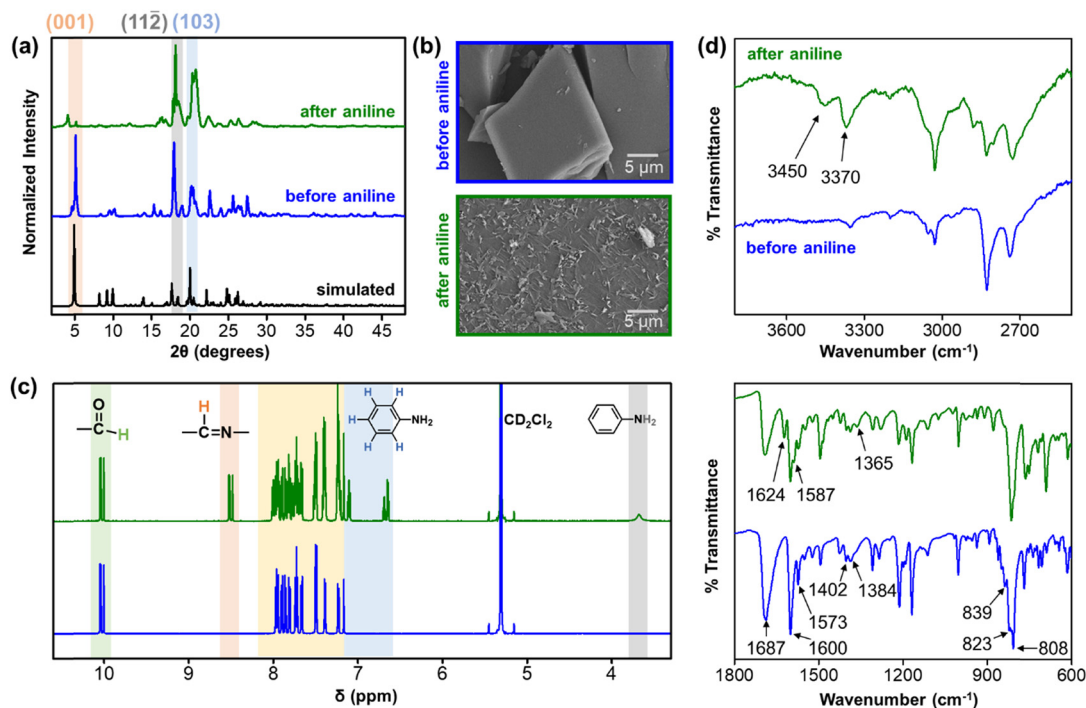 (001) (112̄) (103)
(a)
after aniline
before aniline
simulated
Normalized Intensity
5 10 15 20 25 30 35 40 45
2θ (degrees)
(b)
before aniline
5 µm
after aniline
5 µm
(c)
O
C H
H
C=N
H H H H H NH2
CD2Cl2
NH2
10 9 8 7 6 5 4
δ (ppm)
(d)
after aniline
3450 3370
before aniline
% Transmittance
3600 3300 3000 2700
Wavenumber (cm-1)
1365
1624 1587
1402 1384
839
1573
823 808
1687 1600
% Transmittance
1800 1500 1200 900 600
Wavenumber (cm-1)